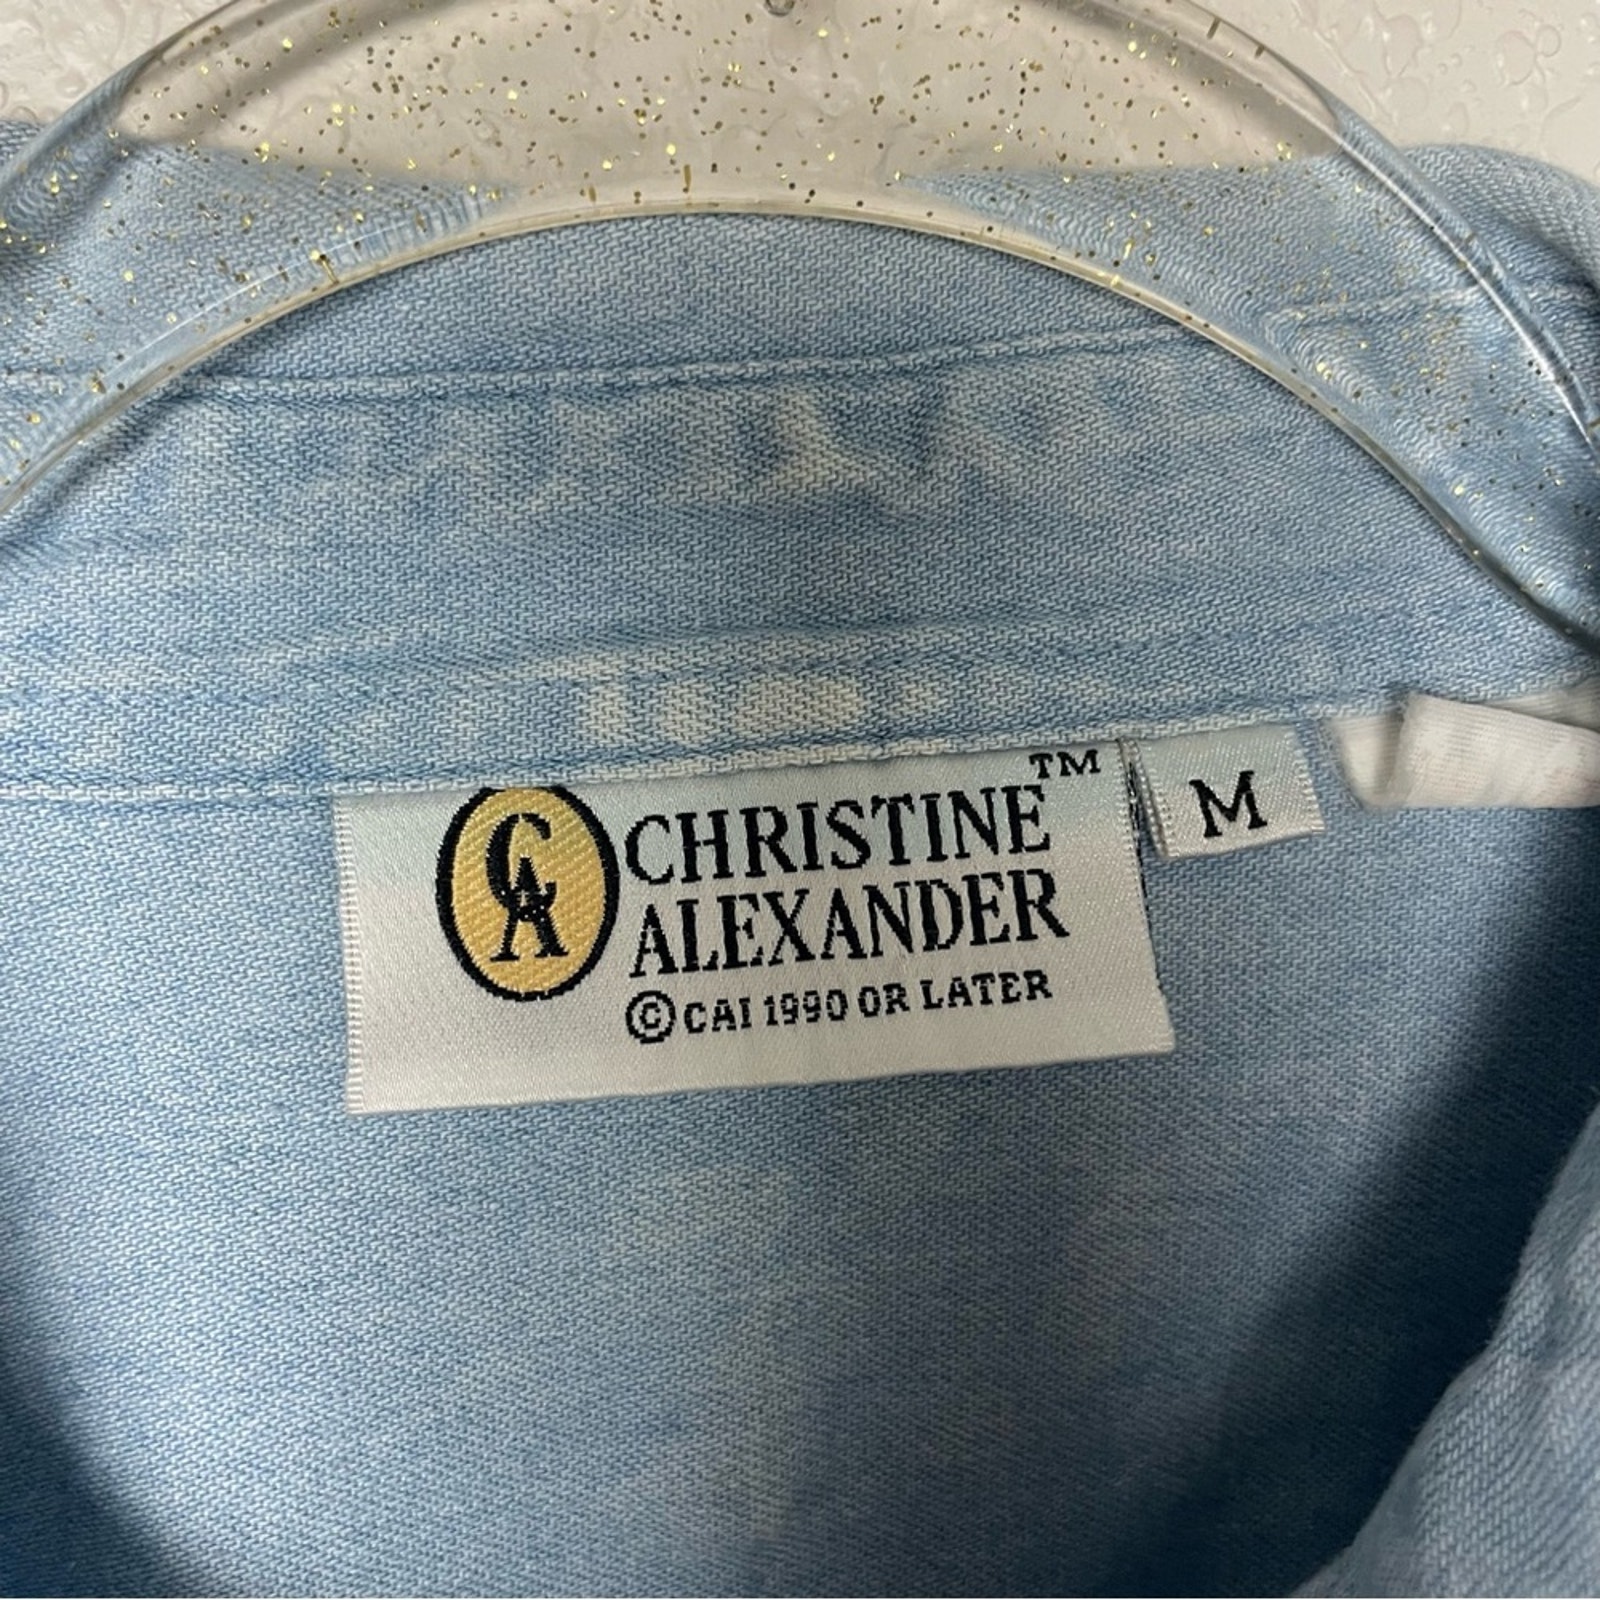 CA
CHRISTINE™
ALEXANDER
© CAI 1990 OR LATER
M